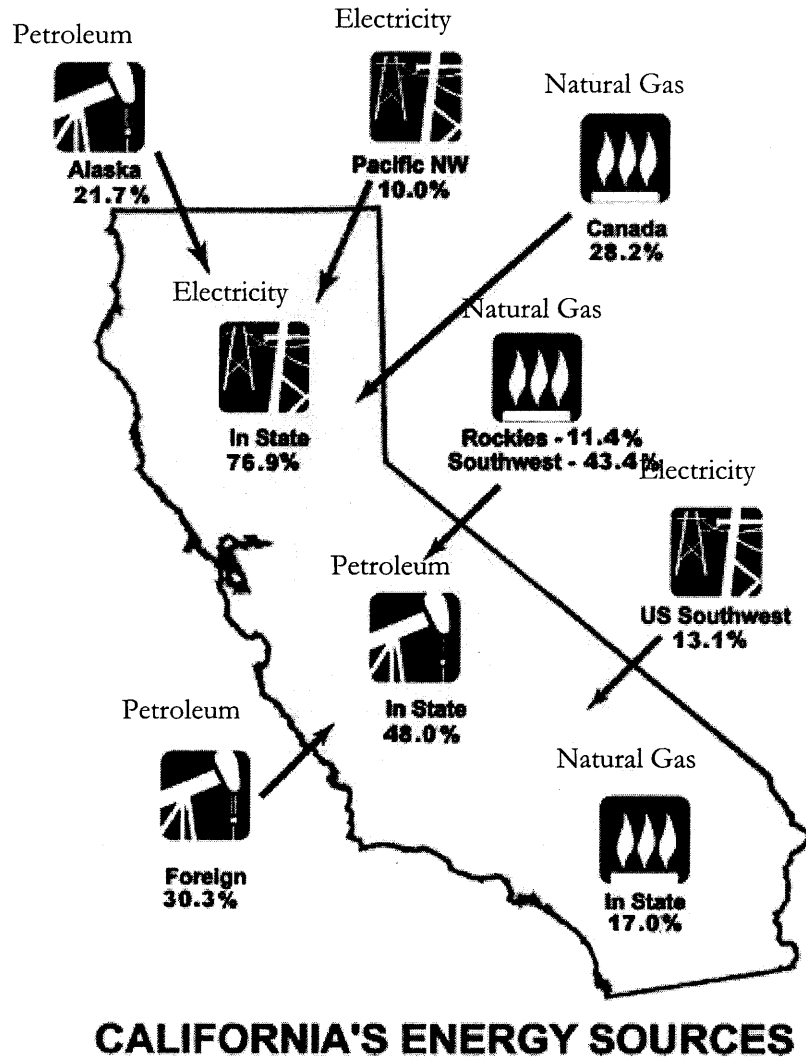 Petroleum
Alaska
21.7%
Electricity
Pacific NW
10.0%
Natural Gas
Canada
28.2%
Electricity
In State
76.9%
Natural Gas
Rockies - 11.4%
Southwest - 43.4%
Electricity
US Southwest
13.1%
Petroleum
In State
48.0%
Petroleum
Foreign
30.3%
Natural Gas
In State
17.0%
CALIFORNIA'S ENERGY SOURCES